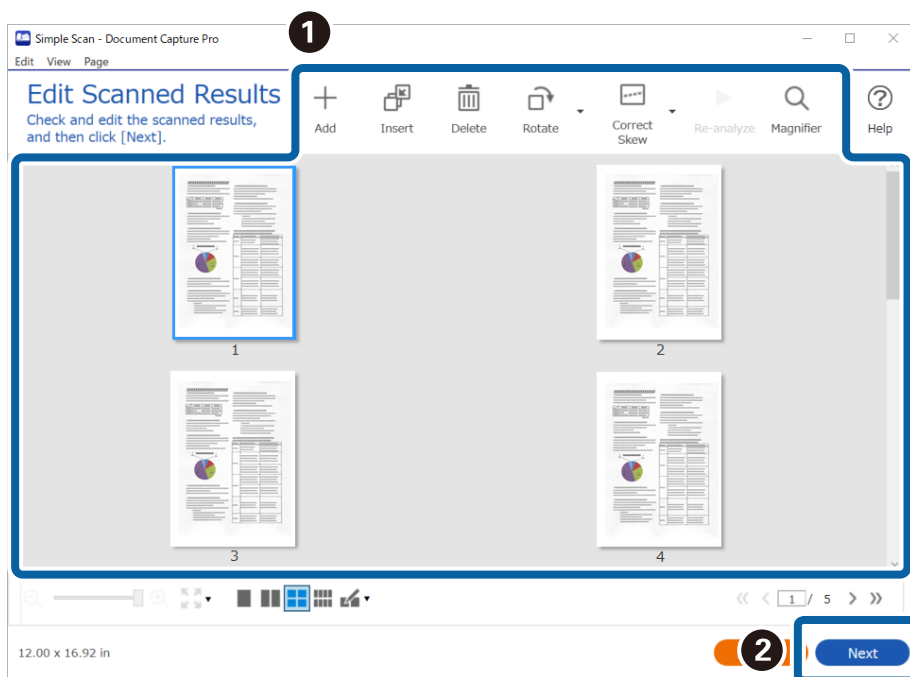 1
Simple Scan - Document Capture Pro
Edit View Page
Edit Scanned Results
Check and edit the scanned results,
and then click [Next].
Add
Insert
Delete
Rotate
Correct
Skew
Re-analyze
Magnifier
Help
1
2
3
4
1 / 5
12.00 x 16.92 in
2
Next